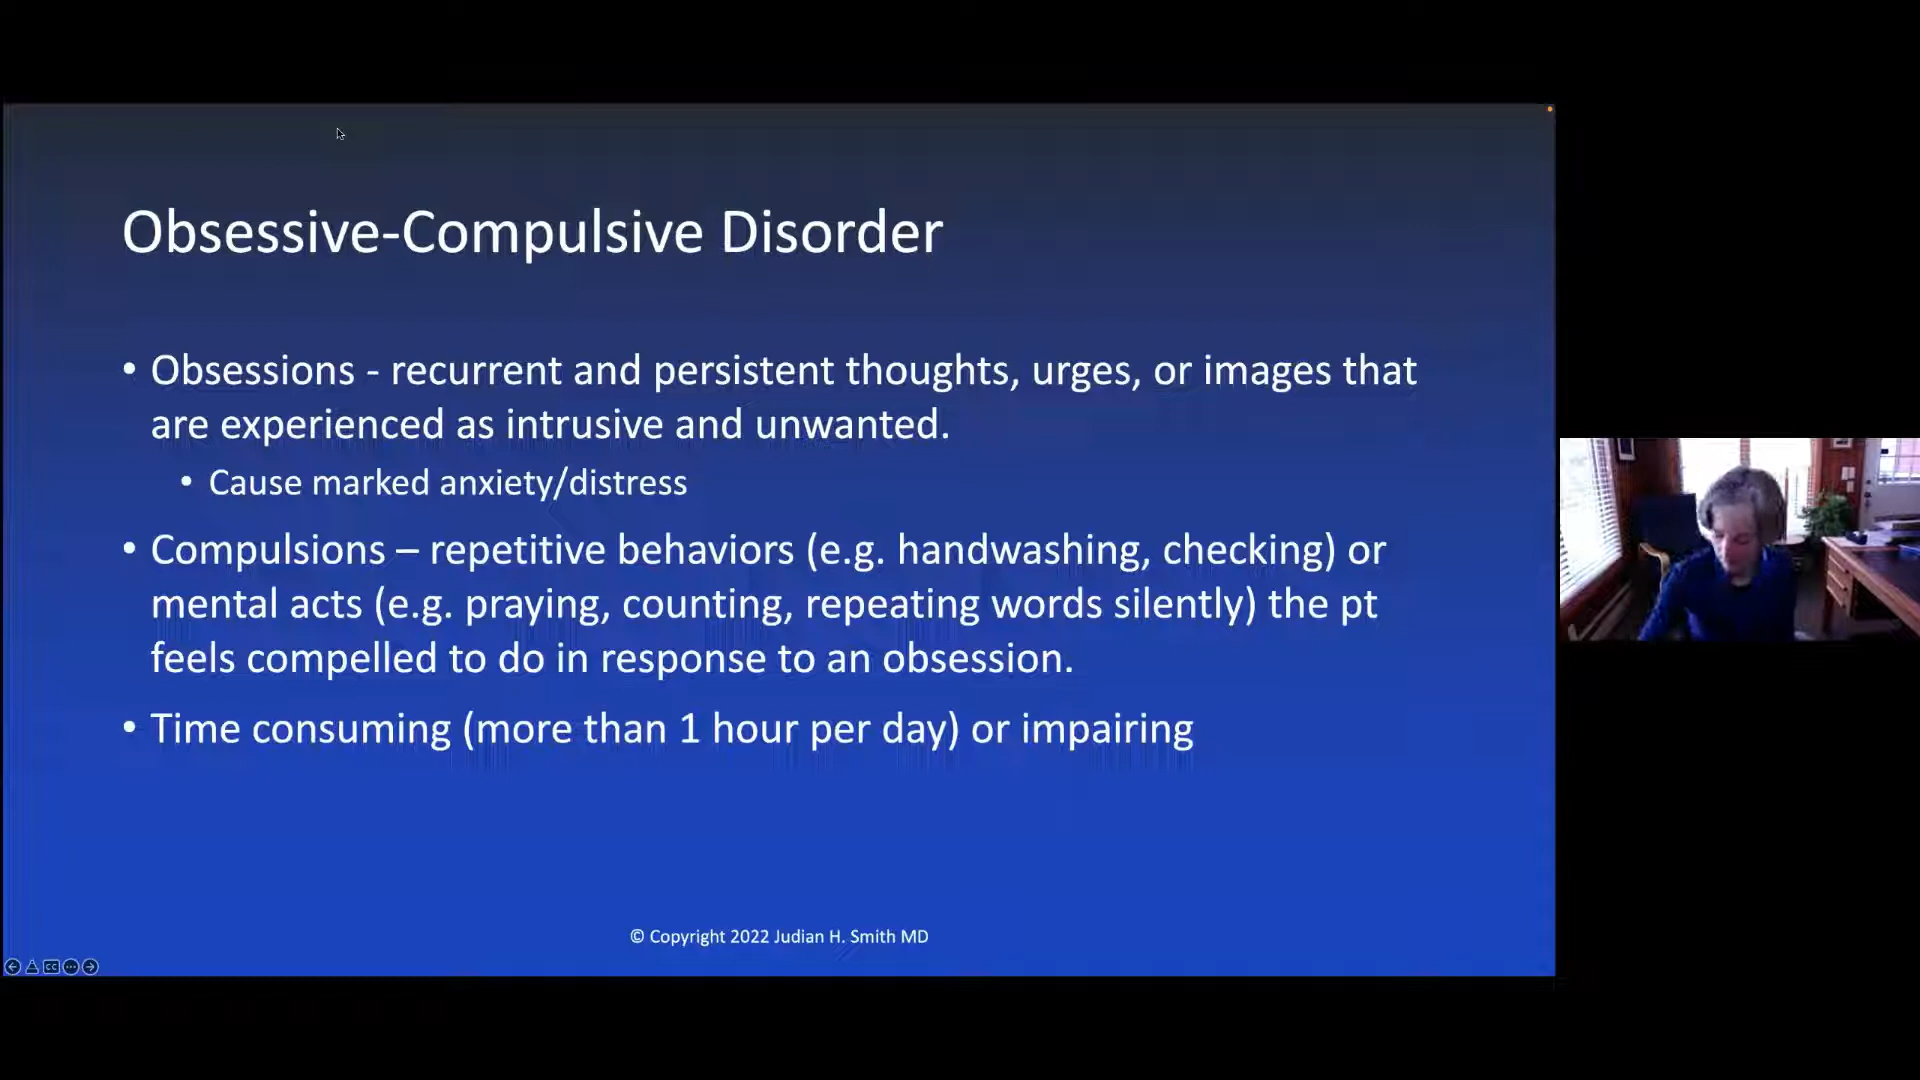 Obsessive-Compulsive Disorder
• Obsessions - recurrent and persistent thoughts, urges, or images that
are experienced as intrusive and unwanted.
• Cause marked anxiety/distress
• Compulsions – repetitive behaviors (e.g. handwashing, checking) or
mental acts (e.g. praying, counting, repeating words silently) the pt
feels compelled to do in response to an obsession.
• Time consuming (more than 1 hour per day) or impairing
© Copyright 2022 Judian H. Smith MD
CC